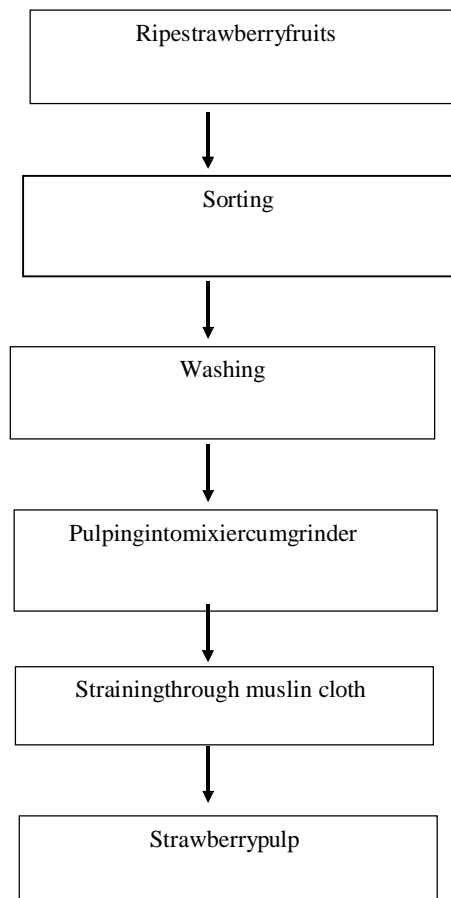 Ripestrawberryfruits
Sorting
Washing
Pulpingintomixiercumgrinder
Strainingthrough muslin cloth
Strawberrypulp